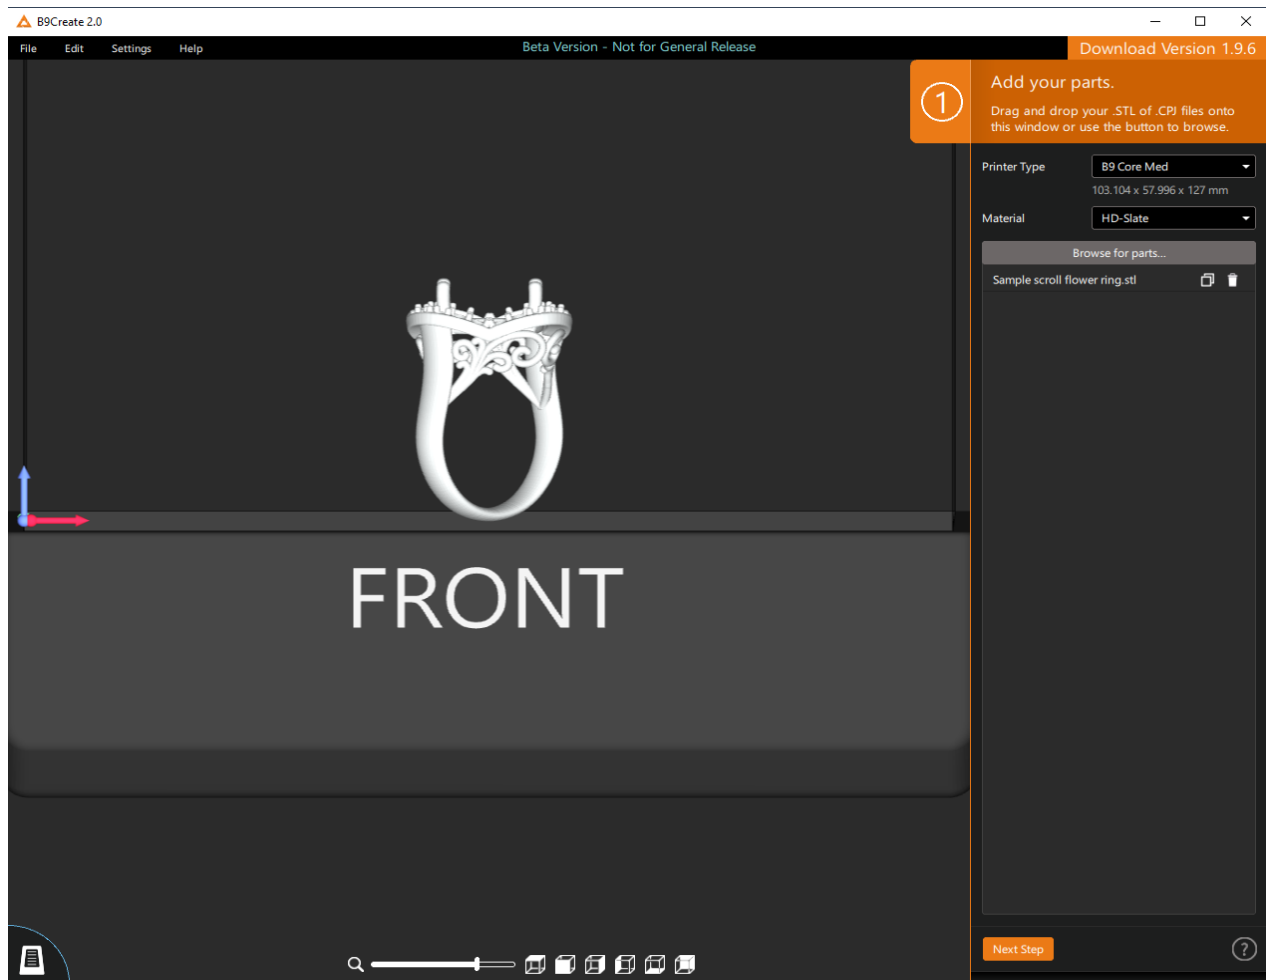 B9Create 2.0
File Edit Settings Help
Beta Version - Not for General Release
Download Version 1.9.6
1
Add your parts.
Drag and drop your .STL of .CPJ files onto
this window or use the button to browse.
Printer Type B9 Core Med
103.104 x 57.996 x 127 mm
Material HD-Slate
Browse for parts...
Sample scroll flower ring.stl
FRONT
Next Step
?